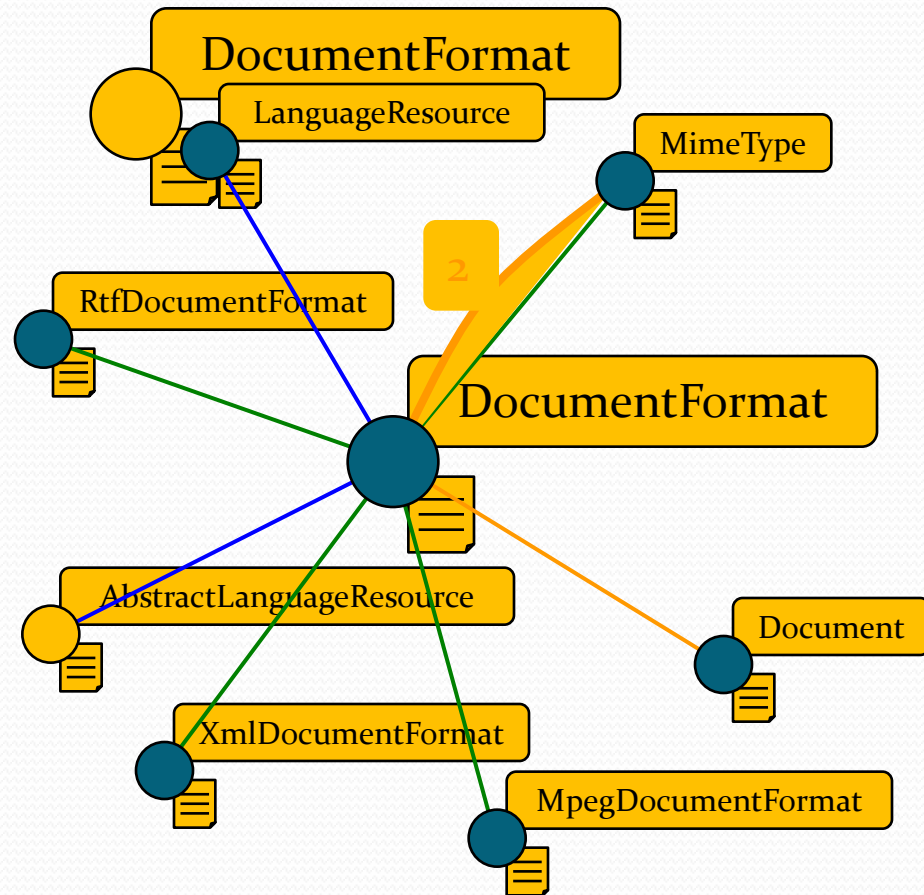 DocumentFormat
LanguageResource
MimeType
2
RtfDocumentFormat
DocumentFormat
AbstractLanguageResource
Document
XmlDocumentFormat
MpegDocumentFormat